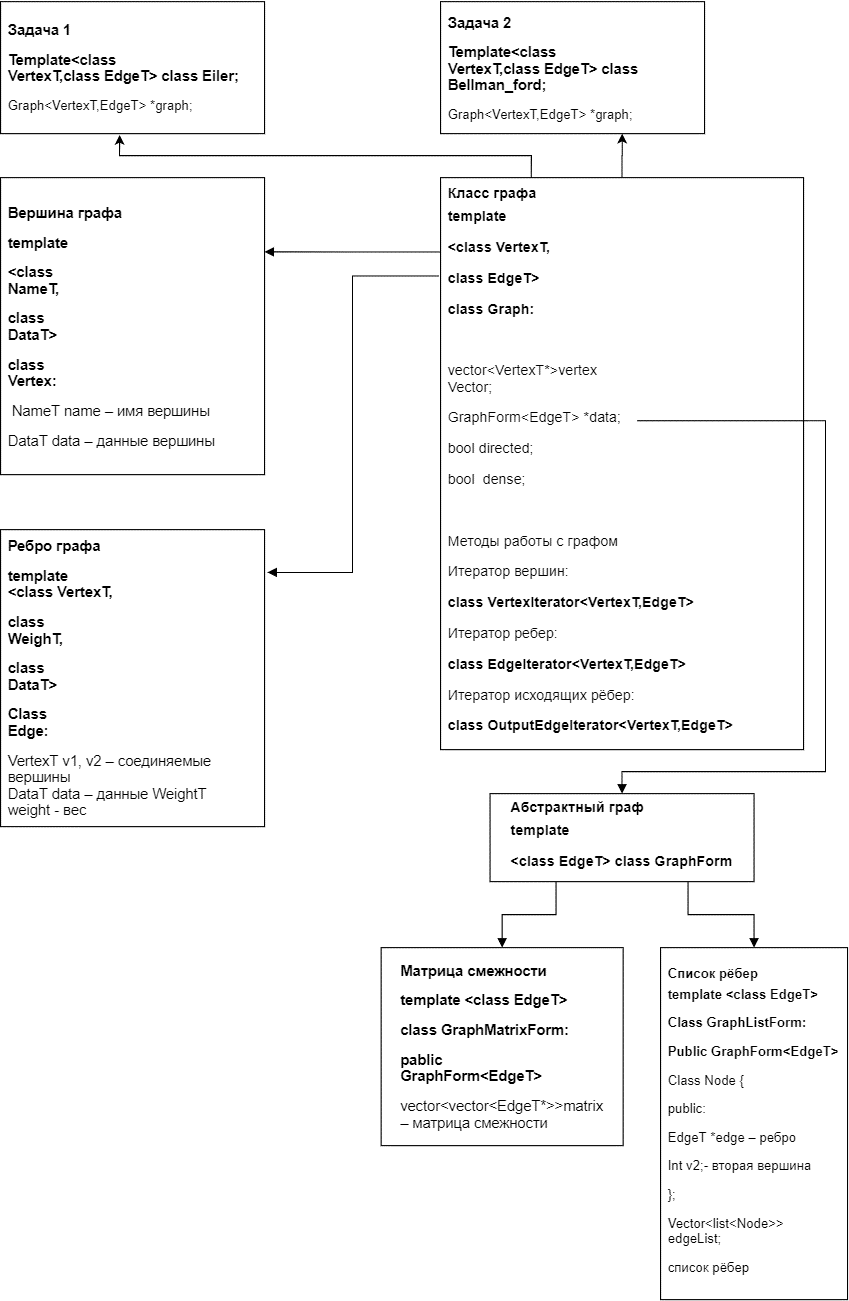 Задача 1
Template<class
VertexT,class EdgeT> class Eiler;
Graph<VertexT,EdgeT> *graph;
Задача 2
Template<class
VertexT,class EdgeT> class
Bellman_ford;
Graph<VertexT,EdgeT> *graph;
Вершина графа
template
<class
NameT,
class
DataT>
class
Vertex:
NameT name – имя вершины
DataT data – данные вершины
Класс графа
template
<class VertexT,
class EdgeT>
class Graph:
vector<VertexT*>vertex
Vector;
GraphForm<EdgeT> *data;
bool directed;
bool dense;
Методы работы с графом
Итератор вершин:
class VertexIterator<VertexT,EdgeT>
Итератор ребер:
class EdgeIterator<VertexT,EdgeT>
Итератор исходящих рёбер:
class OutputEdgeIterator<VertexT,EdgeT>
Ребро графа
template
<class VertexT,
class
WeighT,
class
DataT>
Class
Edge:
VertexT v1, v2 – соединяемые
вершины
DataT data – данные WeightT
weight - вес
Абстрактный граф
template
<class EdgeT> class GraphForm
Матрица смежности
template <class EdgeT>
class GraphMatrixForm:
pablic
GraphForm<EdgeT>
vector<vector<EdgeT*>>matrix
– матрица смежности
Список рёбер
template <class EdgeT>
Class GraphListForm:
Public GraphForm<EdgeT>
Class Node {
public:
EdgeT *edge – ребро
Int v2;- вторая вершина
};
Vector<list<Node>>
edgeList;
список рёбер